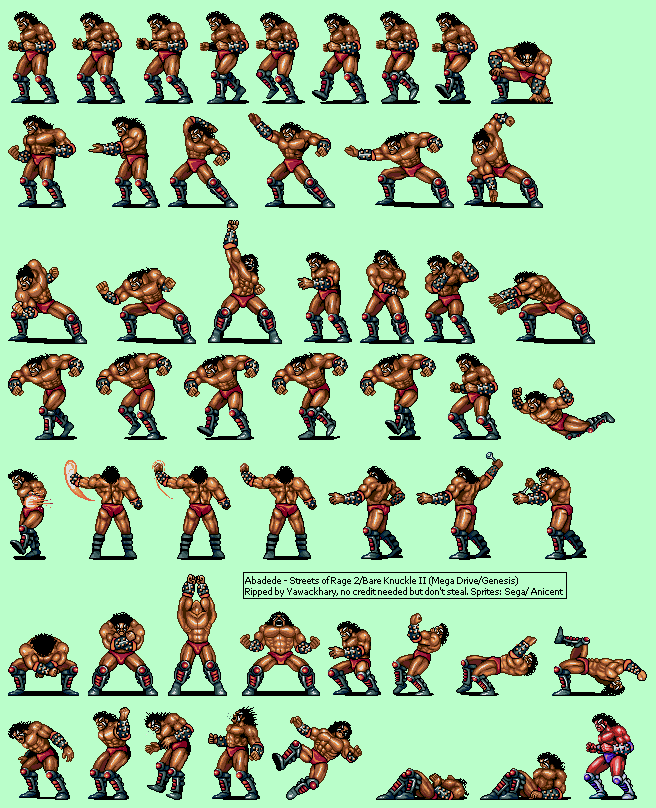 Abadede - Streets of Rage 2/Bare Knuckle II (Mega Drive/Genesis)
Ripped by Yawackhary, no credit needed but don't steal. Sprites: Sega/ Anicent